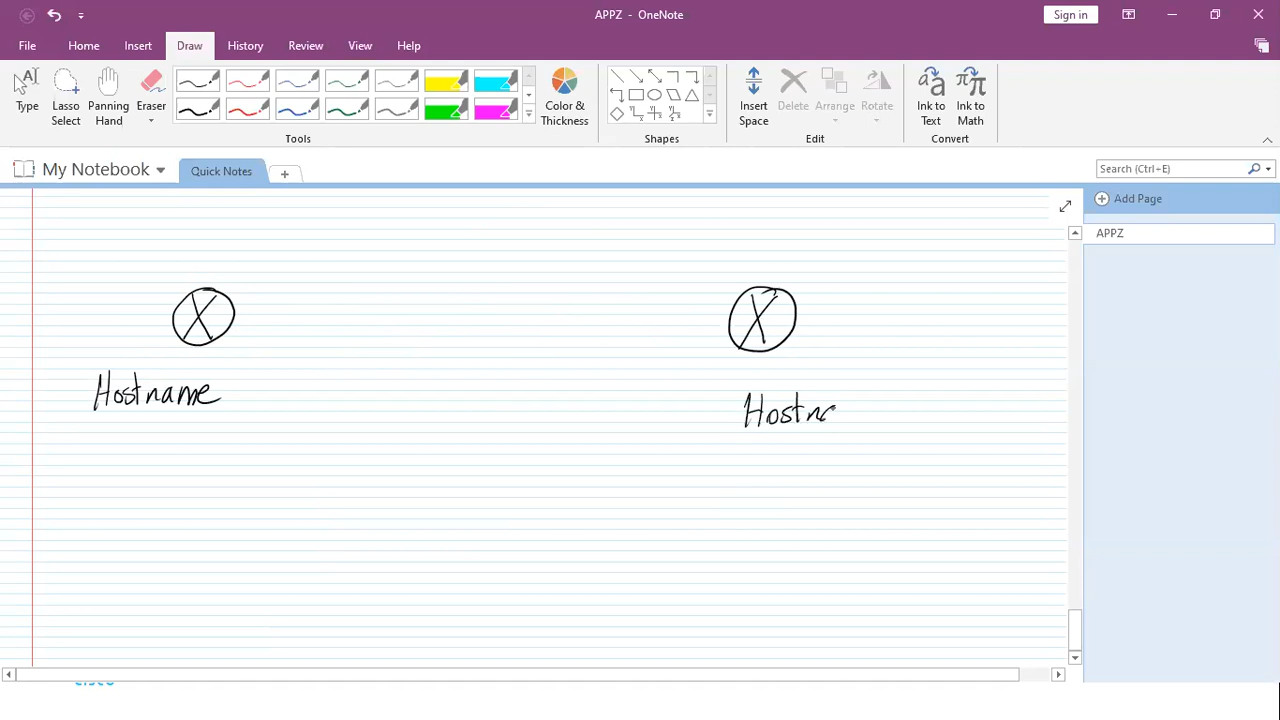 APPZ - OneNote
Sign in
File Home Insert Draw History Review View Help
Type
Lasso Select
Panning Hand
Eraser
Color & Thickness
Insert Space
Delete
Arrange
Rotate
Ink to Text
Ink to Math
Tools
Shapes
Edit
Convert
My Notebook
Quick Notes
Search (Ctrl+E)
Add Page
APPZ
X
X
Hostname
Hostna
cisco